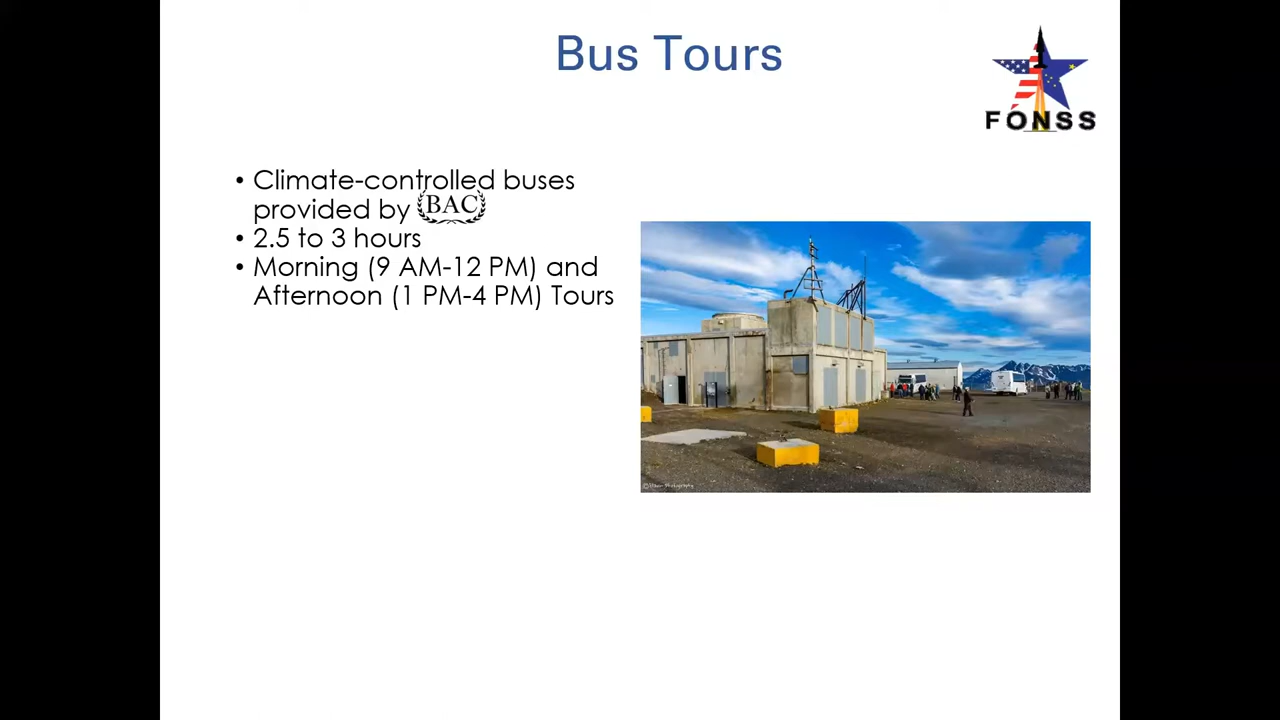 Bus Tours
FONSS
• Climate-controlled buses
provided by BAC
• 2.5 to 3 hours
• Morning (9 AM-12 PM) and
Afternoon (1 PM-4 PM) Tours